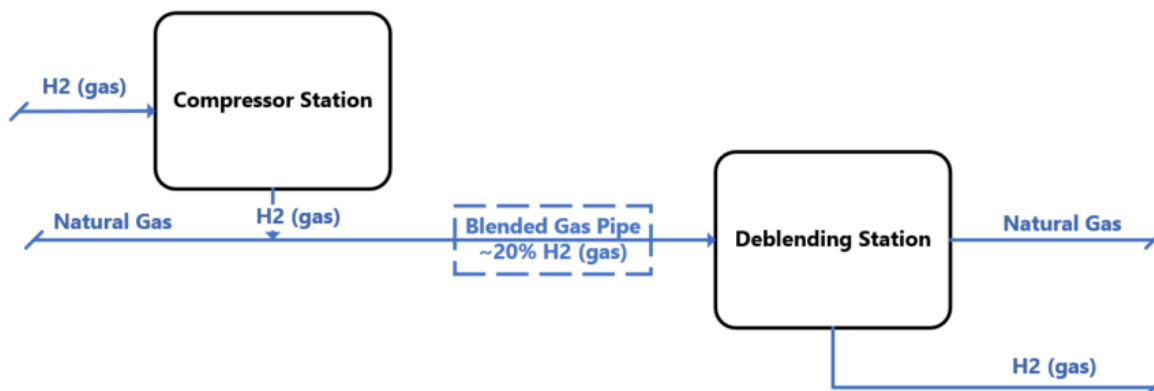 H2 (gas)
Compressor Station
Natural Gas
H2 (gas)
Blended Gas Pipe
~20% H2 (gas)
Deblending Station
Natural Gas
H2 (gas)